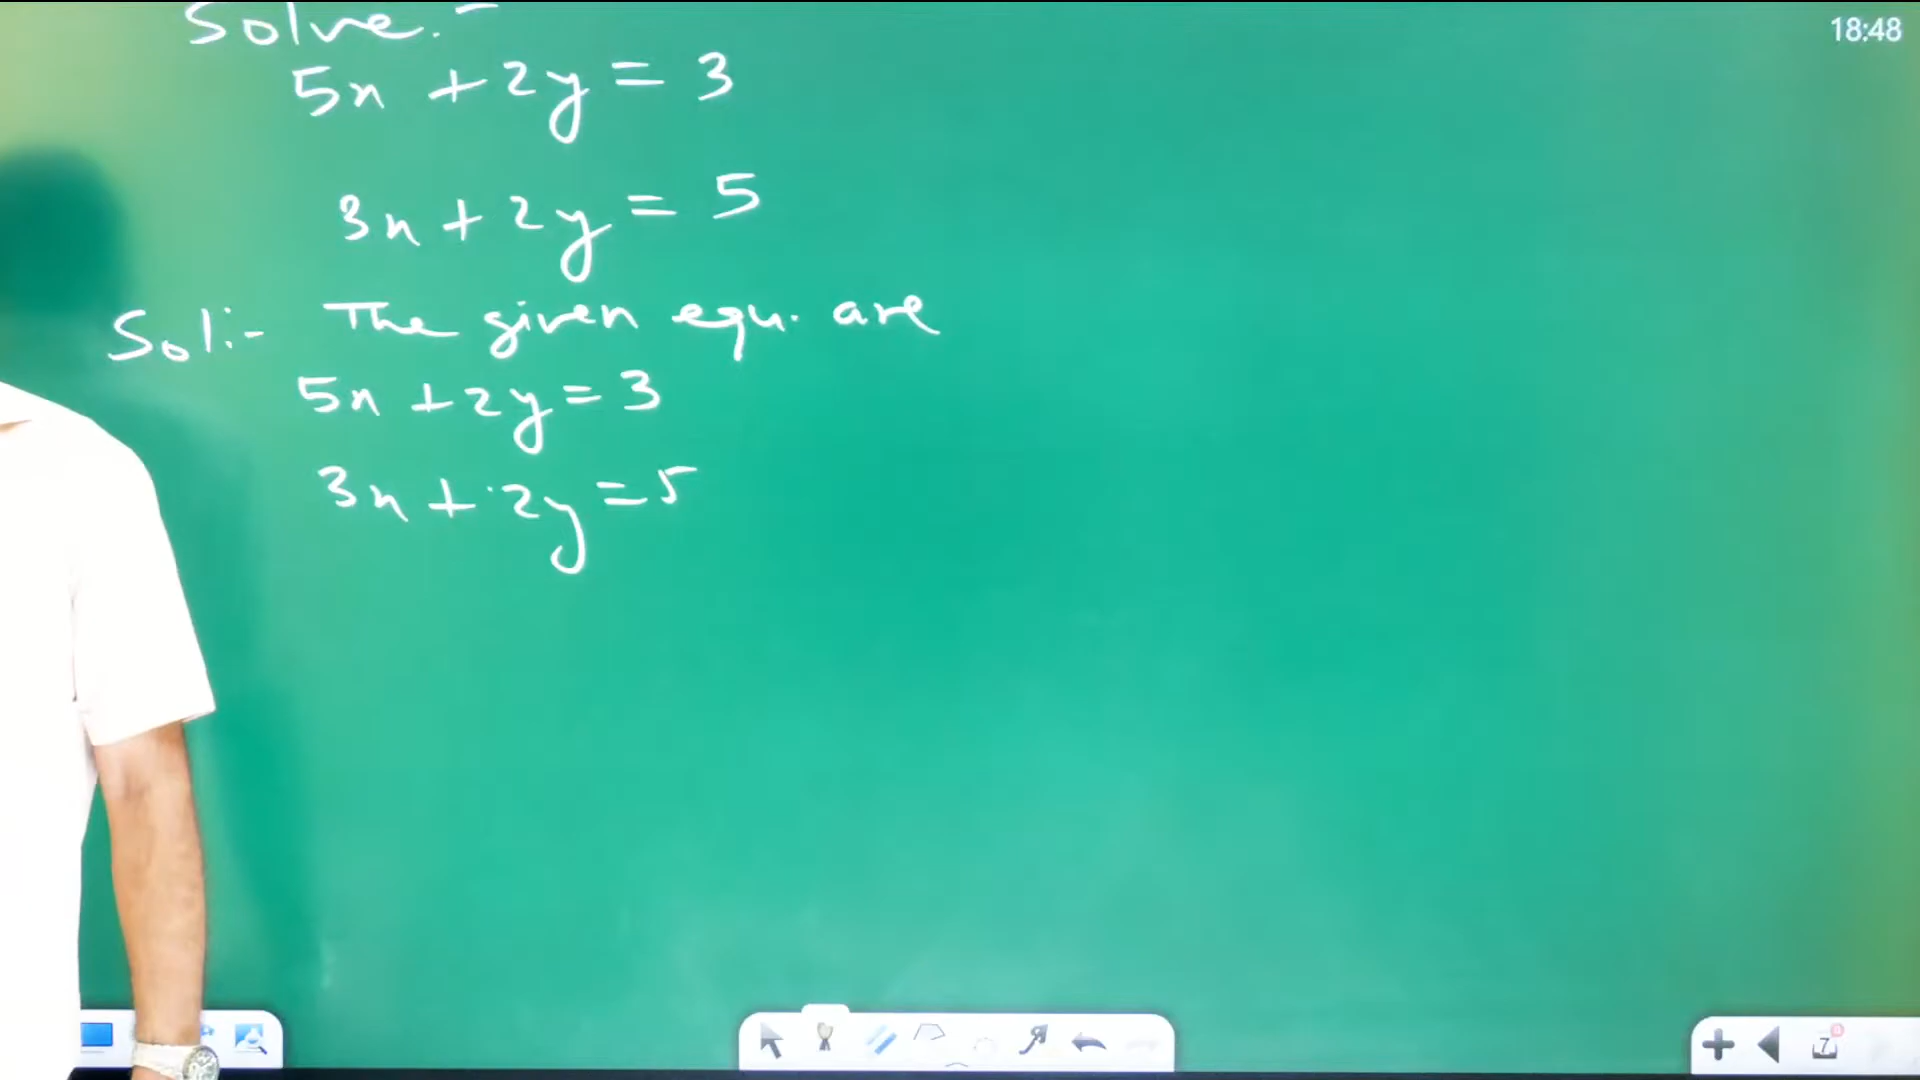 Solve:-
18:48
5x + 2y = 3
3x + 2y = 5
Sol:- The given equ. are
5x + 2y = 3
3x + 2y = 5
7